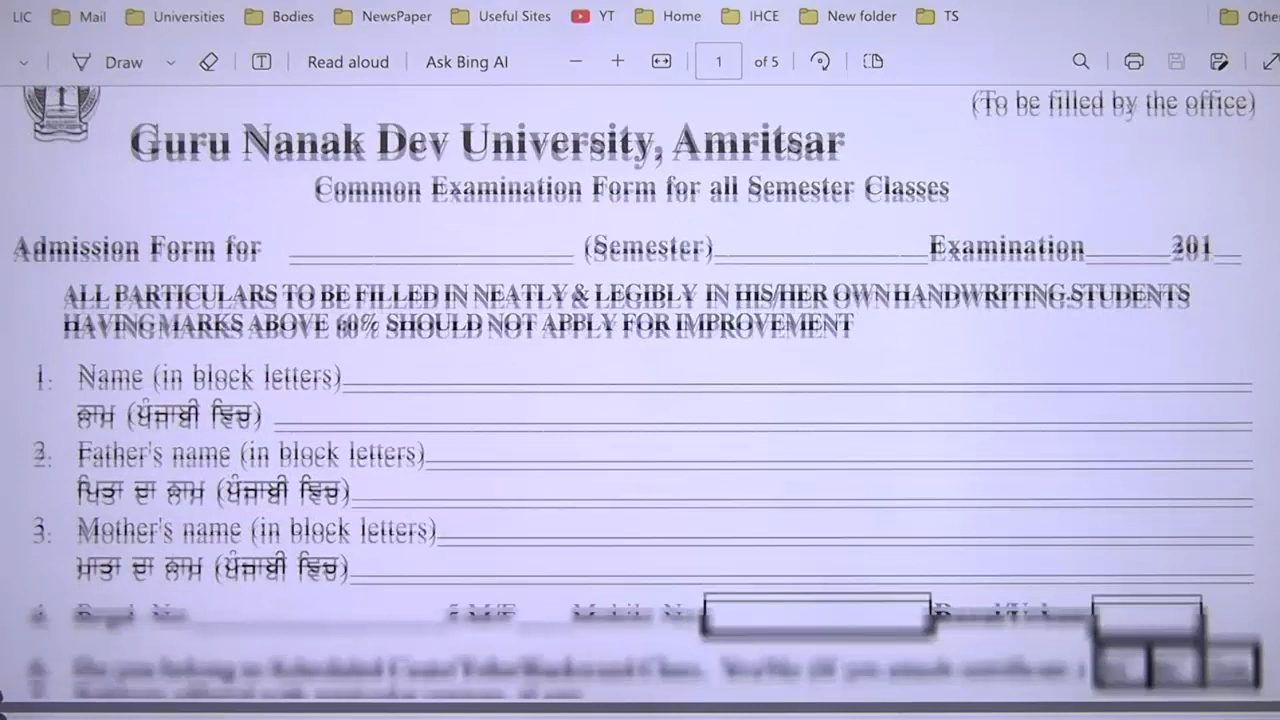 LIC Mail Universities Bodies NewsPaper Useful Sites YT Home IHCE New folder TS Othe
Draw Read aloud Ask Bing AI 1 of 5
(To be filled by the office)
Guru Nanak Dev University, Amritsar
Common Examination Form for all Semester Classes
Admission Form for (Semester) Examination 201
ALL PARTICULARS TO BE FILLED IN NEATLY & LEGIBLY IN HIS/HER OWN HANDWRITING.STUDENTS
HAVING MARKS ABOVE 60% SHOULD NOT APPLY FOR IMPROVEMENT
1. Name (in block letters)
ਨਾਮ (ਪੰਜਾਬੀ ਵਿਚ)
2. Father's name (in block letters)
ਪਿਤਾ ਦਾ ਨਾਮ (ਪੰਜਾਬੀ ਵਿਚ)
3. Mother's name (in block letters)
ਮਾਤਾ ਦਾ ਨਾਮ (ਪੰਜਾਬੀ ਵਿਚ)